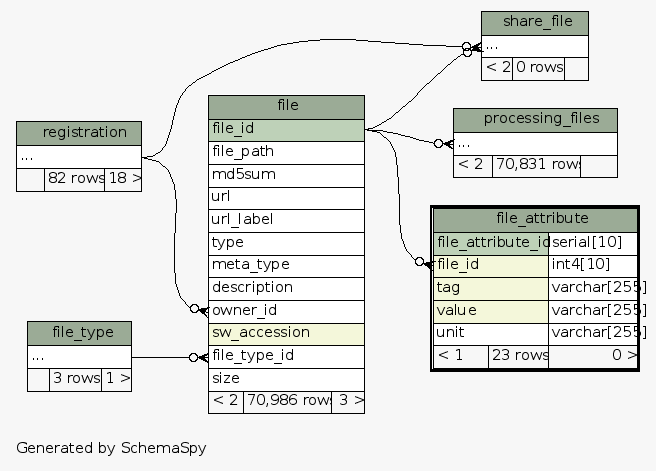 share_file
...
< 2 0 rows
file
registration
...
82 rows 18 >
file_id
file_path
md5sum
url
url_label
type
meta_type
description
owner_id
sw_accession
file_type_id
size
< 2 70,986 rows 3 >
processing_files
...
< 2 70,831 rows
file_attribute
file_attribute_id serial[10]
file_id int4[10]
tag varchar[255]
value varchar[255]
unit varchar[255]
< 1 23 rows 0 >
file_type
...
3 rows 1 >
Generated by SchemaSpy